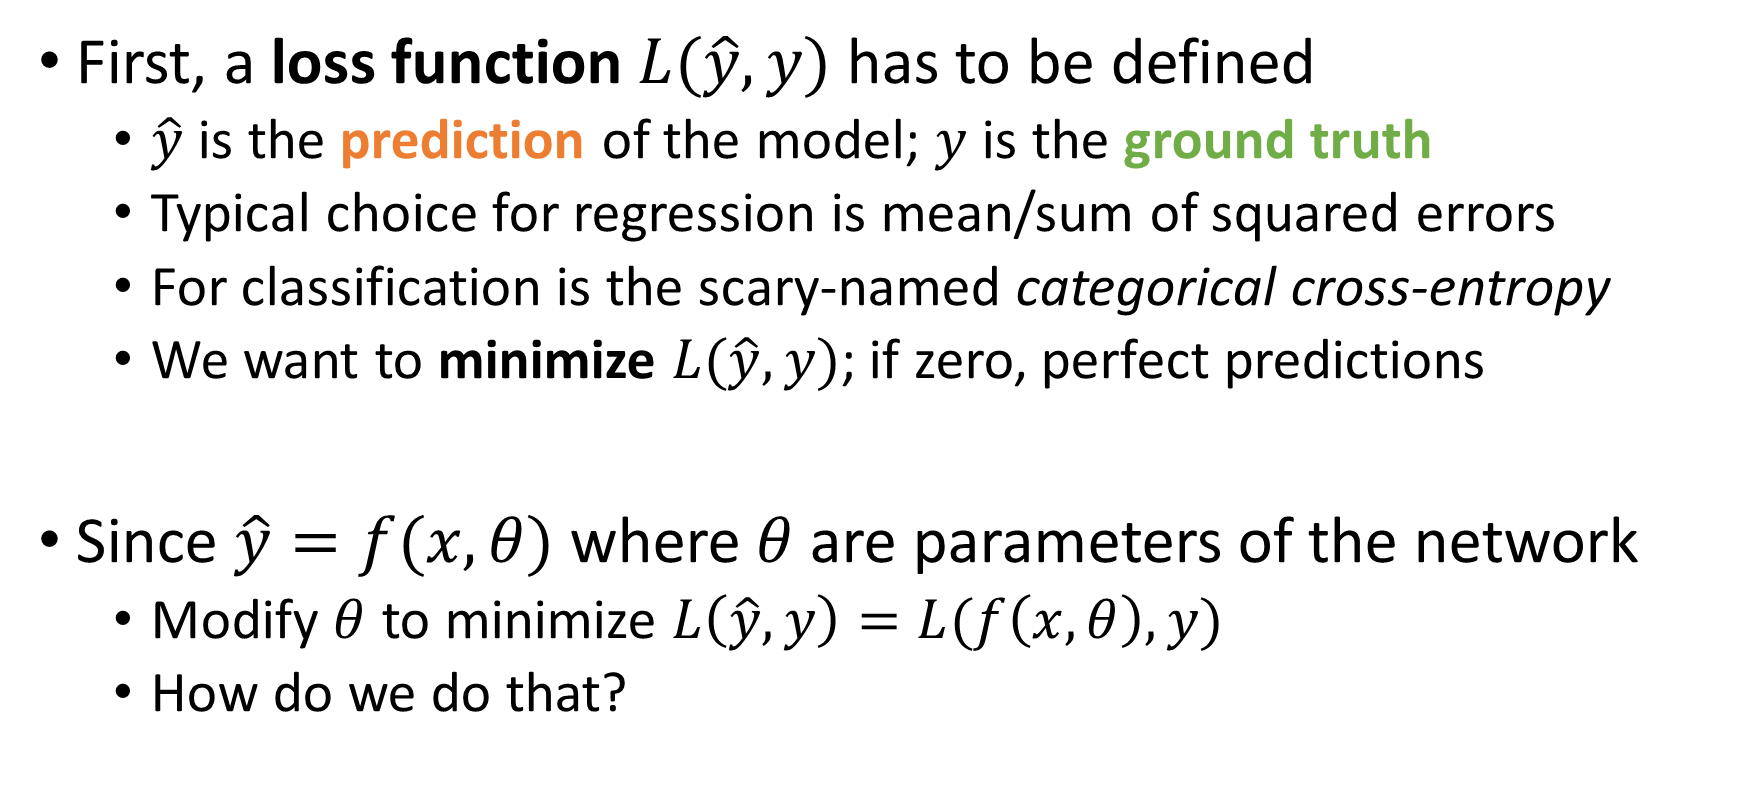 • First, a loss function L(ŷ, y) has to be defined
• ŷ is the prediction of the model; y is the ground truth
• Typical choice for regression is mean/sum of squared errors
• For classification is the scary-named categorical cross-entropy
• We want to minimize L(ŷ, y); if zero, perfect predictions
• Since ŷ = f(x, θ) where θ are parameters of the network
• Modify θ to minimize L(ŷ, y) = L(f(x, θ), y)
• How do we do that?